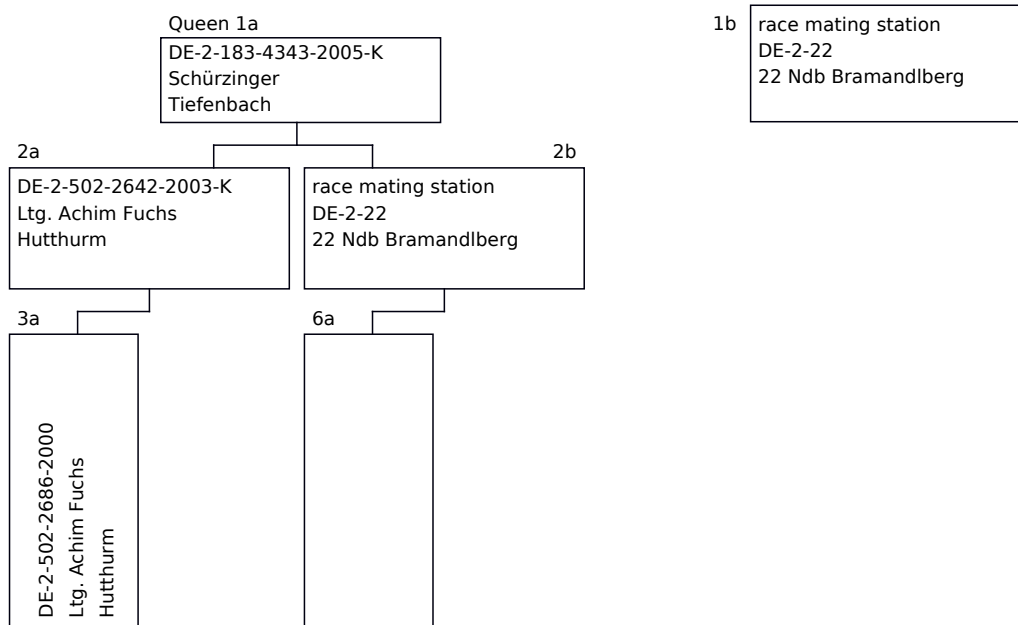 Queen 1a
DE-2-183-4343-2005-K
Schürzinger
Tiefenbach
1b
race mating station
DE-2-22
22 Ndb Bramandlberg
2a
DE-2-502-2642-2003-K
Ltg. Achim Fuchs
Hutthurm
2b
race mating station
DE-2-22
22 Ndb Bramandlberg
3a
DE-2-502-2686-2000
Ltg. Achim Fuchs
Hutthurm
6a